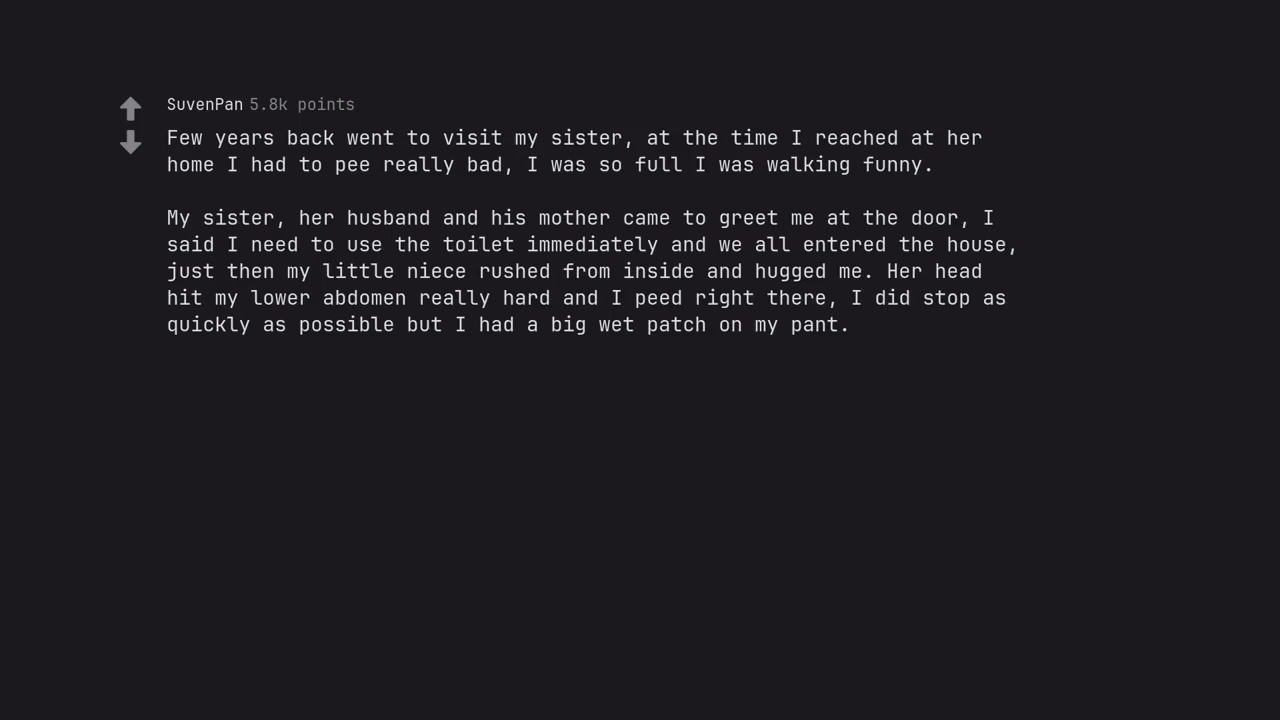 SuvenPan 5.8k points
Few years back went to visit my sister, at the time I reached at her
home I had to pee really bad, I was so full I was walking funny.
My sister, her husband and his mother came to greet me at the door, I
said I need to use the toilet immediately and we all entered the house,
just then my little niece rushed from inside and hugged me. Her head
hit my lower abdomen really hard and I peed right there, I did stop as
quickly as possible but I had a big wet patch on my pant.